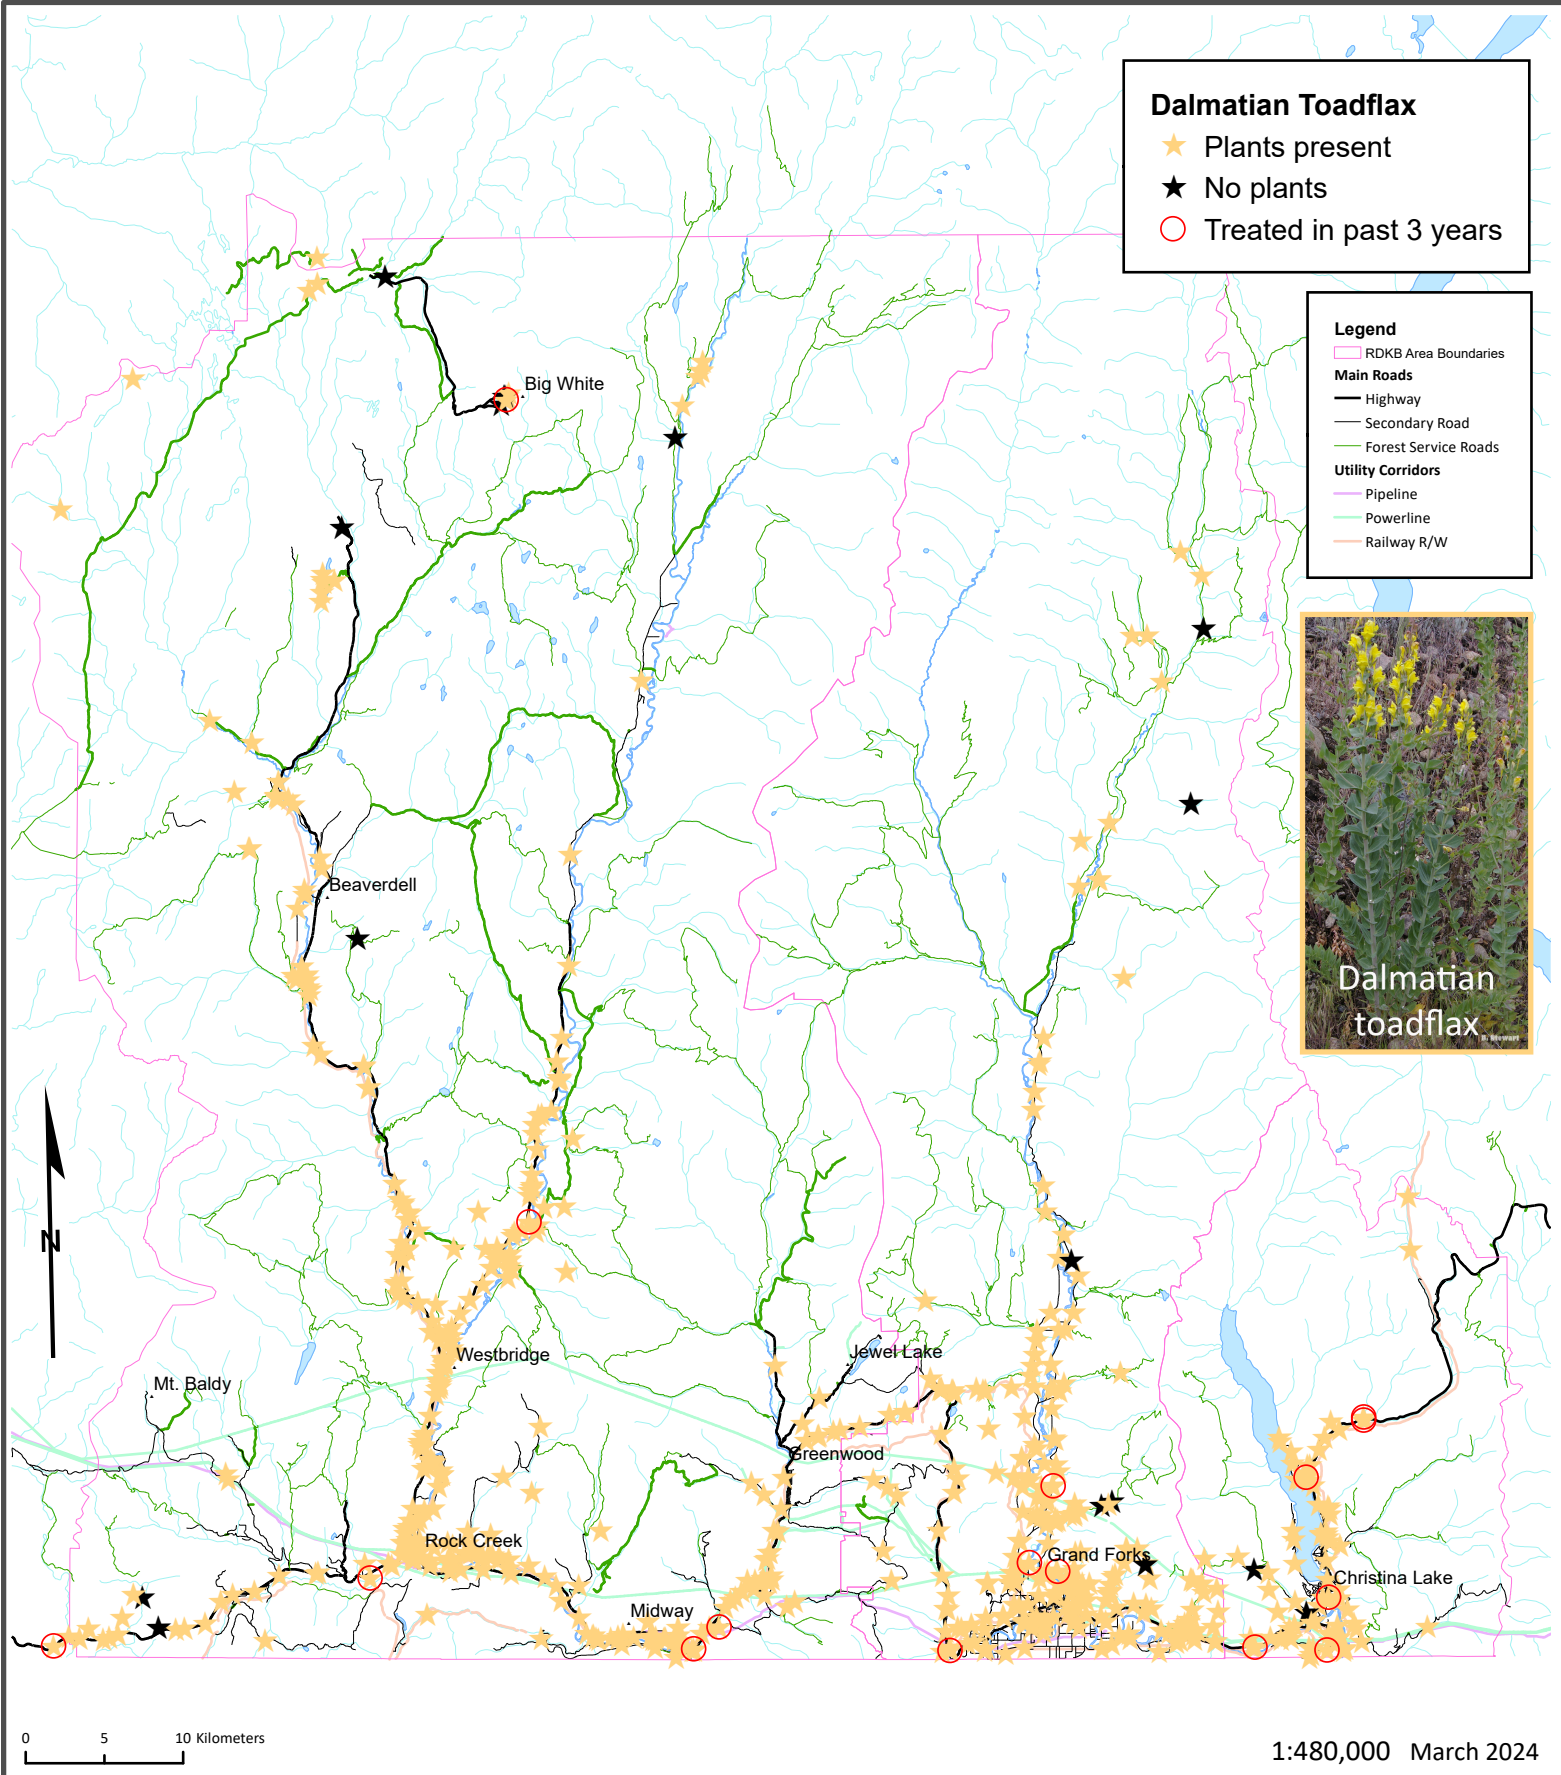 Dalmatian Toadflax
Plants present
No plants
Treated in past 3 years
Legend
RDKB Area Boundaries
Main Roads
Highway
Secondary Road
Forest Service Roads
Utility Corridors
Pipeline
Powerline
Railway R/W
Big White
Beaverdell
Dalmatian
toadflax
S. Stewart
N
Westbridge
Jewel Lake
Mt. Baldy
Greenwood
Rock Creek
Grand Forks
Christina Lake
Midway
0 5 10 Kilometers
1:480,000 March 2024